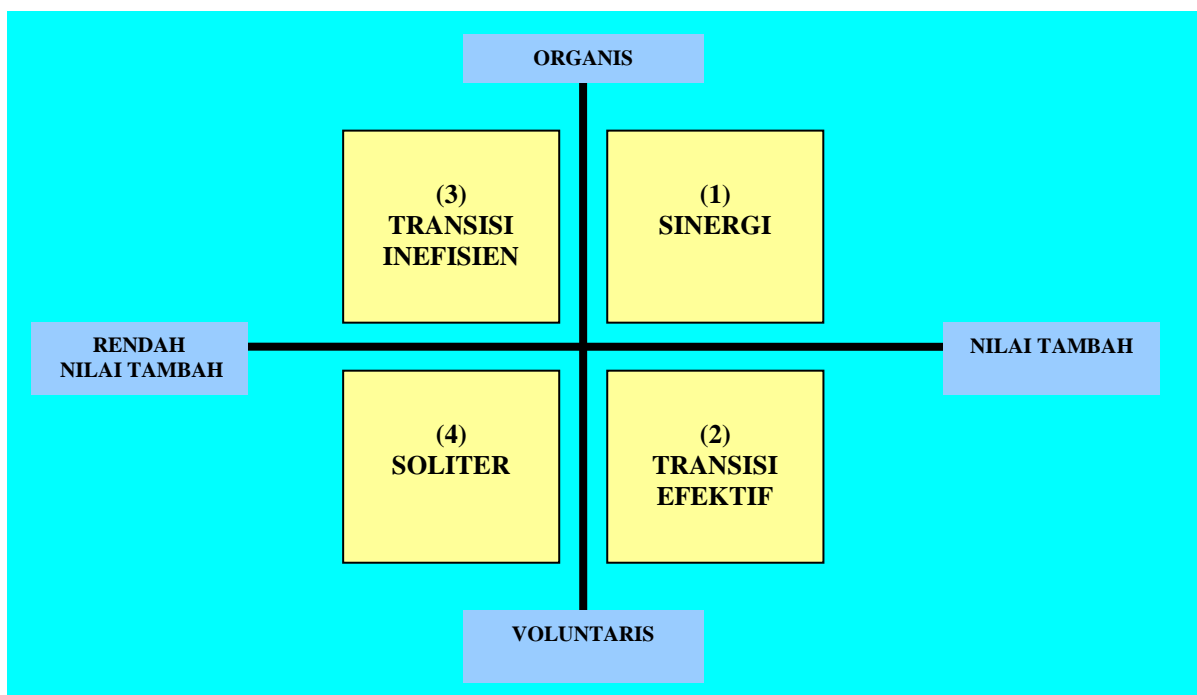 ORGANIS
(3)
TRANSISI
INEFISIEN
(1)
SINERGI
RENDAH
NILAI TAMBAH
NILAI TAMBAH
(4)
SOLITER
(2)
TRANSISI
EFEKTIF
VOLUNTARIS